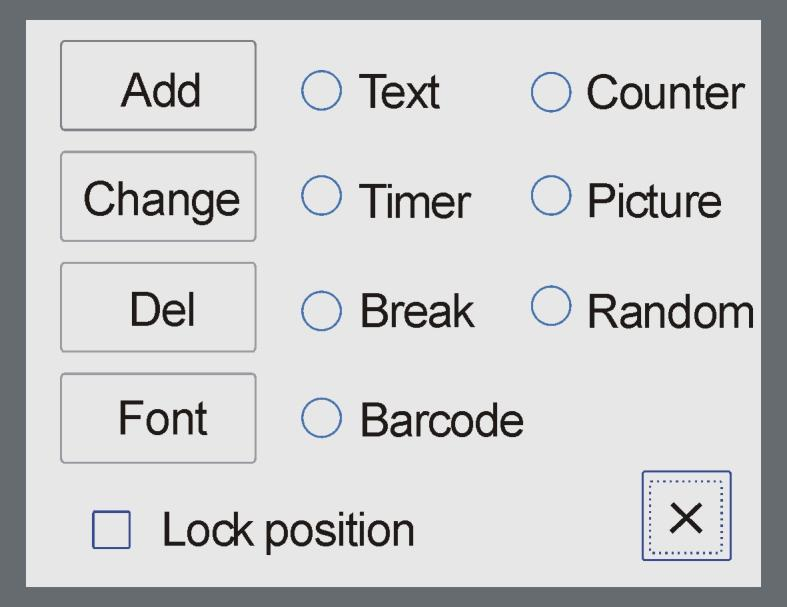 Add Text Counter
Change Timer Picture
Del Break Random
Font Barcode
Lock position